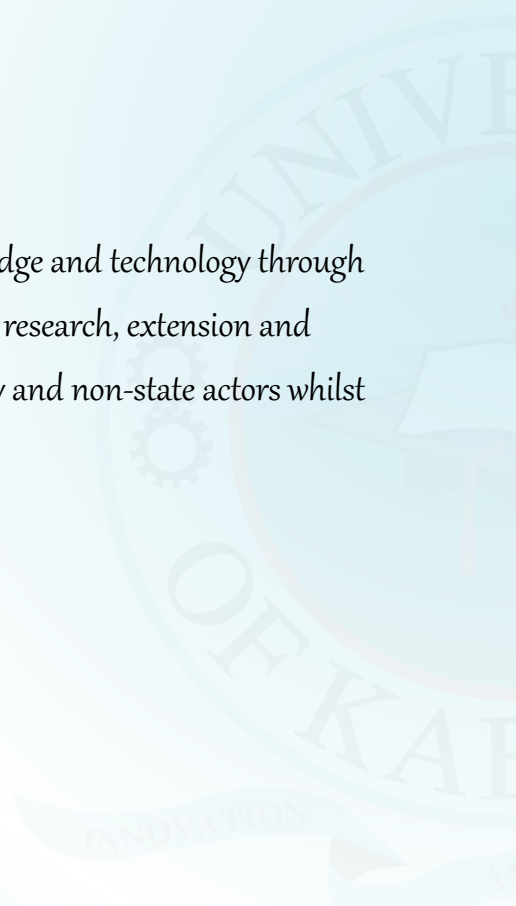 dge and technology through
research, extension and
y and non-state actors whilst
UNIVE
OF KAB
INNOVATION